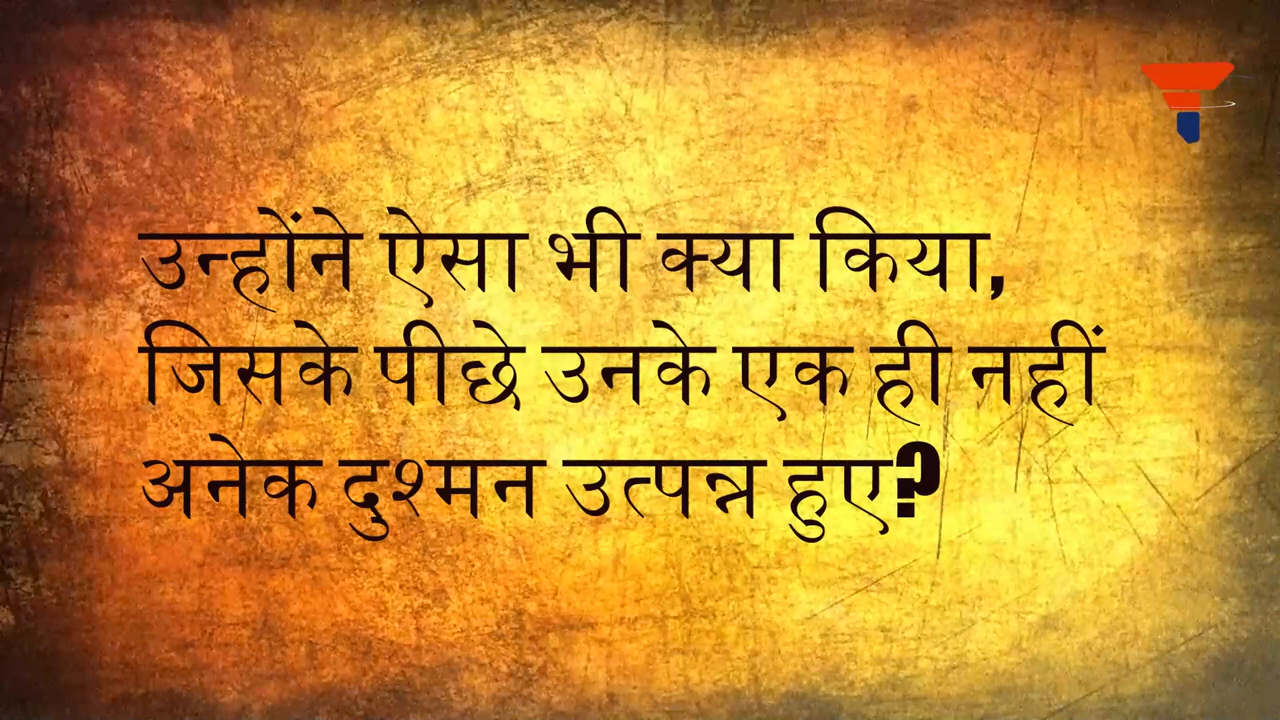 उन्होंने ऐसा भी क्या किया,
जिसके पीछे उनके एक ही नहीं
अनेक दुश्मन उत्पन्न हुए?